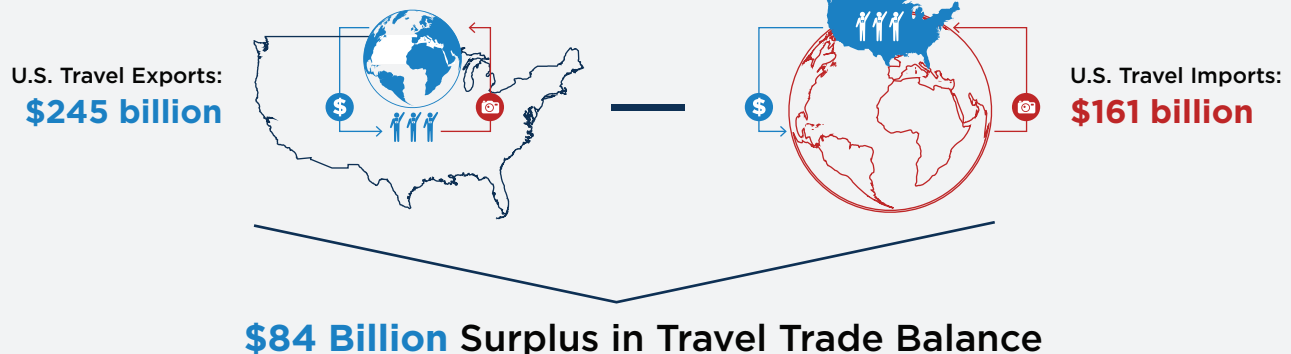 U.S. Travel Exports:
$245 billion
$
$
U.S. Travel Imports:
$161 billion
$84 Billion Surplus in Travel Trade Balance